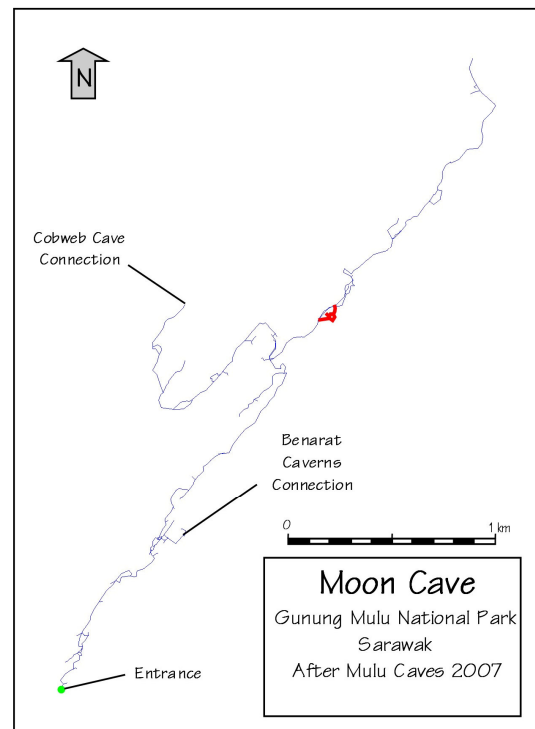 N
Cobweb Cave
Connection
Benarat
Caverns
Connection
0
1 km
Moon Cave
Gunung Mulu National Park
Sarawak
After Mulu Caves 2007
Entrance